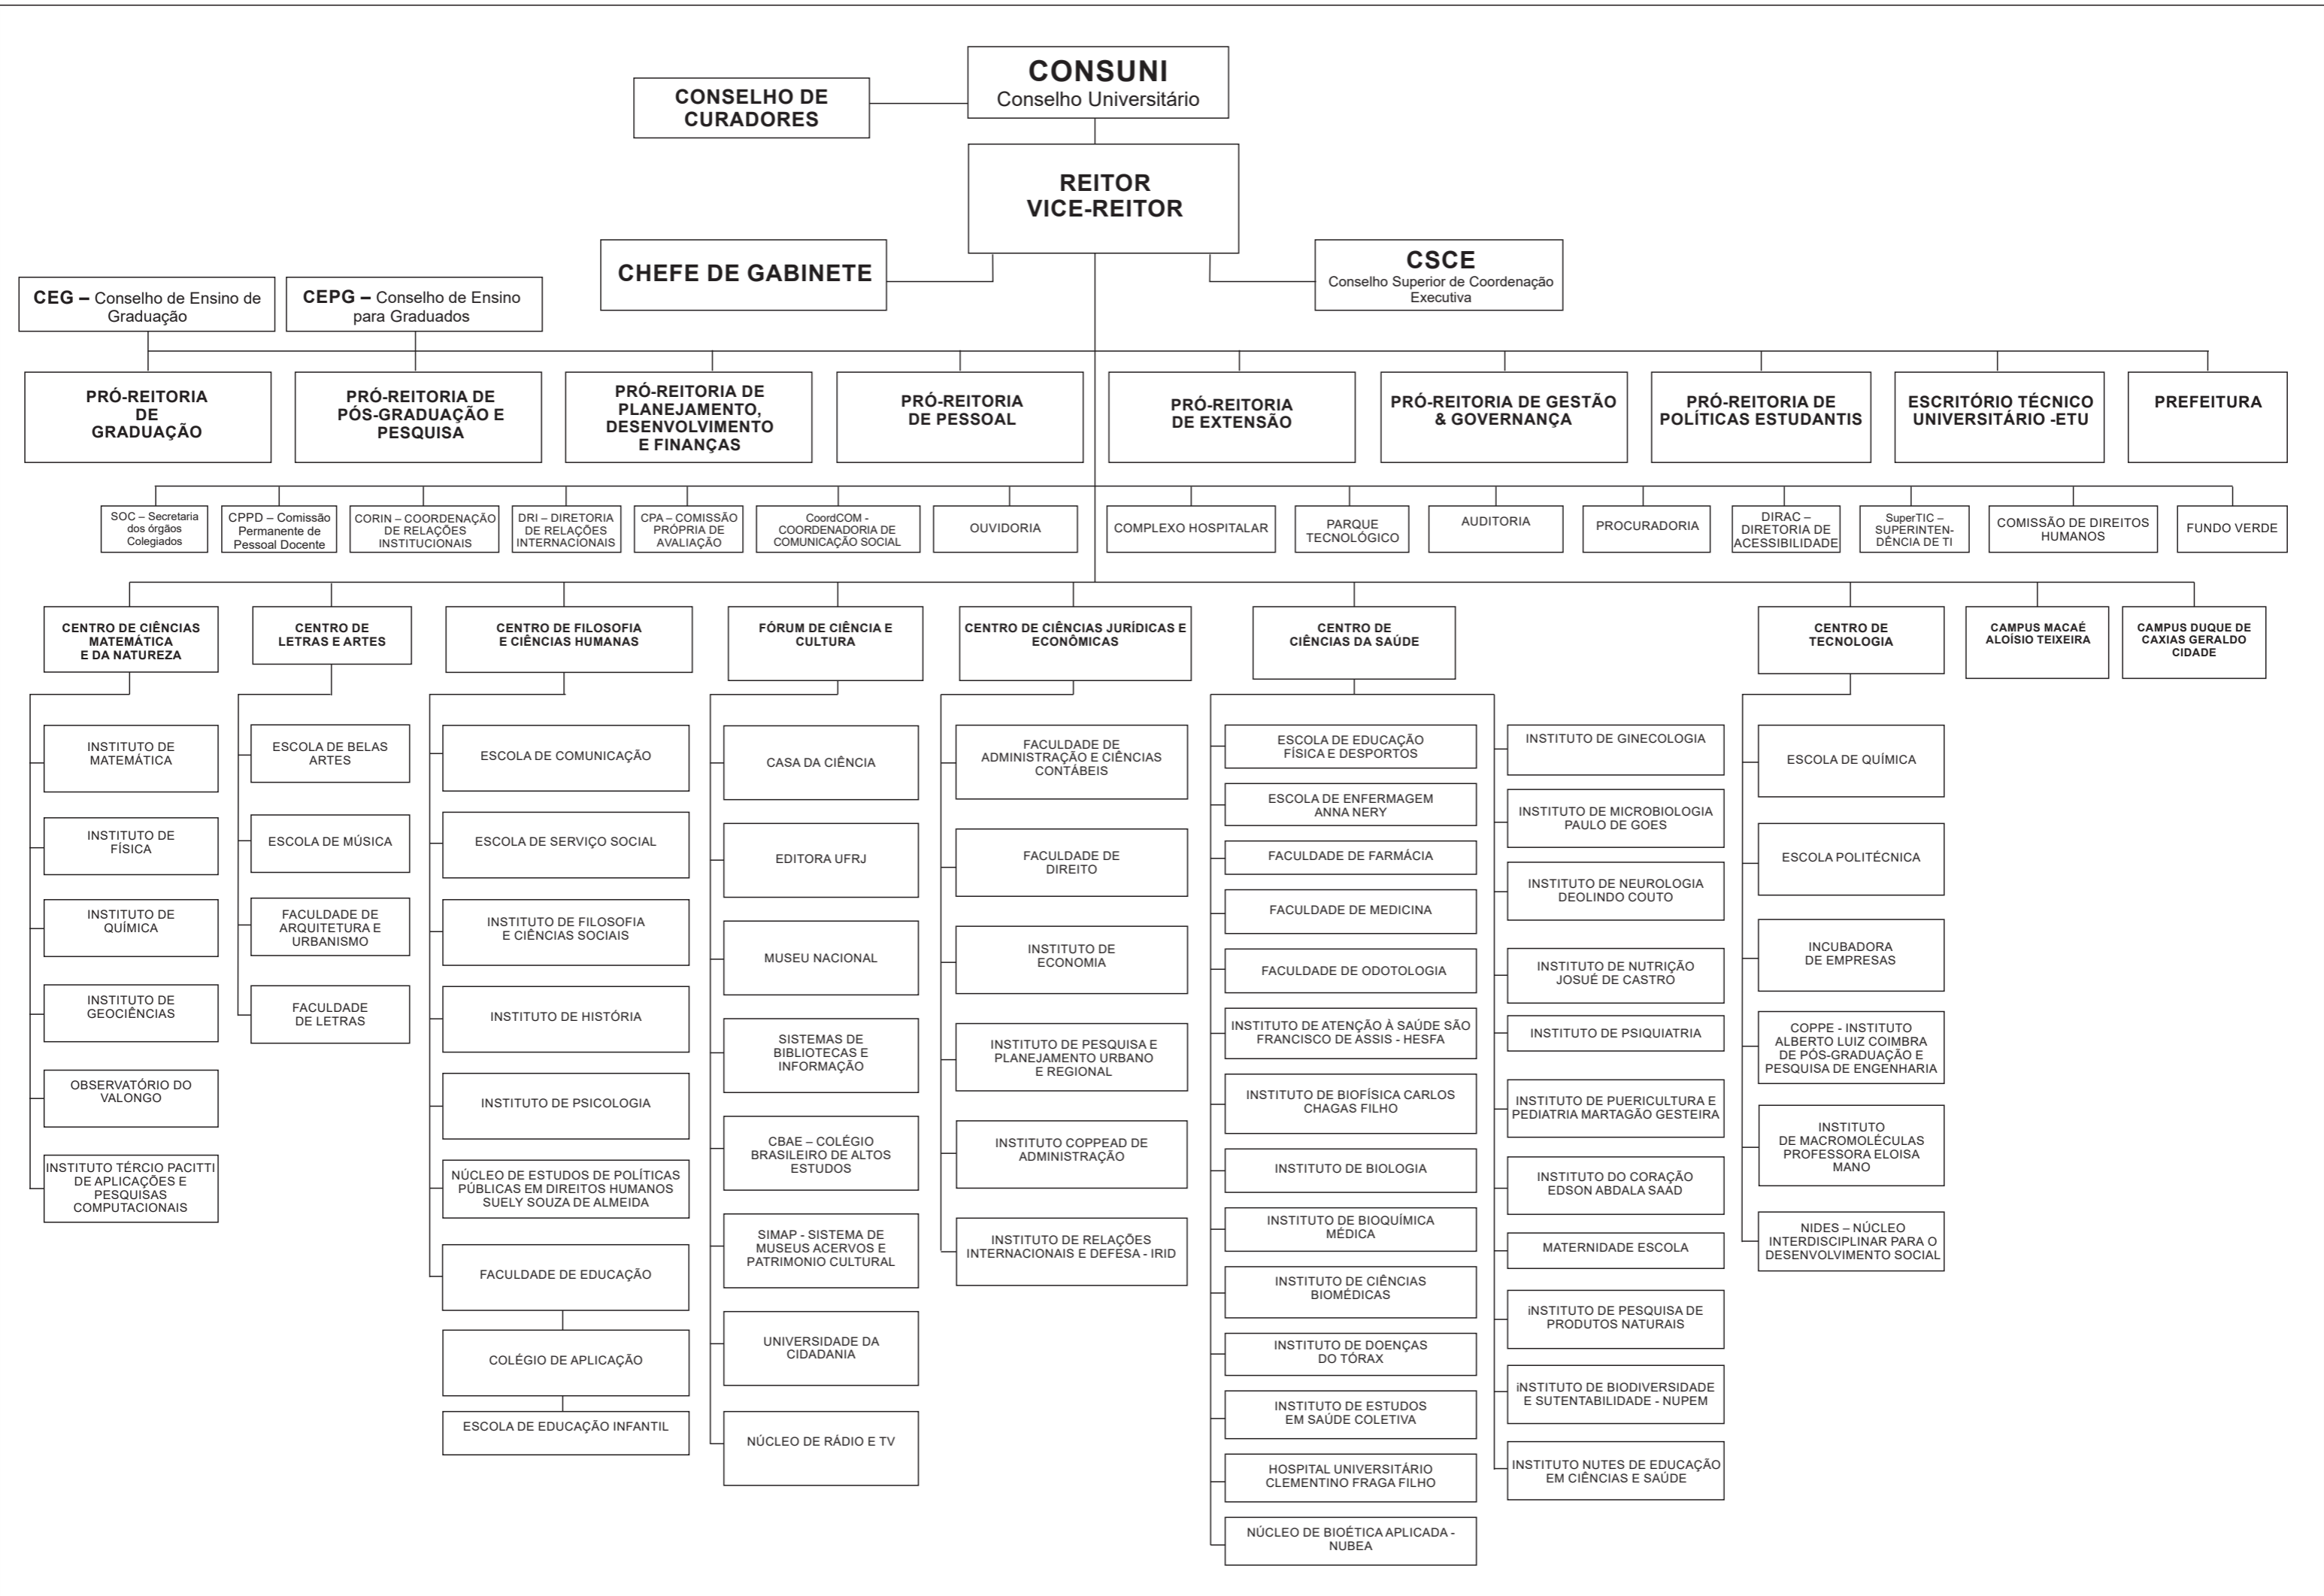 CONSUNI
Conselho Universitário
CONSELHO DE
CURADORES
REITOR
VICE-REITOR
CHEFE DE GABINETE
CSCE
Conselho Superior de Coordenação
Executiva
CEG – Conselho de Ensino de
Graduação
CEPG – Conselho de Ensino
para Graduados
PRÓ-REITORIA
DE
GRADUAÇÃO
PRÓ-REITORIA DE
PÓS-GRADUAÇÃO E
PESQUISA
PRÓ-REITORIA DE
PLANEJAMENTO,
DESENVOLVIMENTO
E FINANÇAS
PRÓ-REITORIA
DE PESSOAL
PRÓ-REITORIA
DE EXTENSÃO
PRÓ-REITORIA DE GESTÃO
& GOVERNANÇA
PRÓ-REITORIA DE
POLÍTICAS ESTUDANTIS
ESCRITÓRIO TÉCNICO
UNIVERSITÁRIO -ETU
PREFEITURA
SOC – Secretaria
dos órgãos
Colegiados
CPPD – Comissão
Permanente de
Pessoal Docente
CORIN – COORDENAÇÃO
DE RELAÇÕES
INSTITUCIONAIS
DRI – DIRETORIA
DE RELAÇÕES
INTERNACIONAIS
CPA – COMISSÃO
PRÓPRIA DE
AVALIAÇÃO
CoordCOM -
COORDENADORIA DE
COMUNICAÇÃO SOCIAL
OUVIDORIA
COMPLEXO HOSPITALAR
PARQUE
TECNOLÓGICO
AUDITORIA
PROCURADORIA
DIRAC –
DIRETORIA DE
ACESSIBILIDADE
SuperTIC –
SUPERINTEN-
DÊNCIA DE TI
COMISSÃO DE DIREITOS
HUMANOS
FUNDO VERDE
CENTRO DE CIÊNCIAS
MATEMÁTICA
E DA NATUREZA
INSTITUTO DE
MATEMÁTICA
INSTITUTO DE
FÍSICA
INSTITUTO DE
QUÍMICA
INSTITUTO DE
GEOCIÊNCIAS
OBSERVATÓRIO DO
VALONGO
INSTITUTO TÉRCIO PACITTI
DE APLICAÇÕES E
PESQUISAS
COMPUTACIONAIS
CENTRO DE
LETRAS E ARTES
ESCOLA DE BELAS
ARTES
ESCOLA DE MÚSICA
FACULDADE DE
ARQUITETURA E
URBANISMO
FACULDADE
DE LETRAS
CENTRO DE FILOSOFIA
E CIÊNCIAS HUMANAS
ESCOLA DE COMUNICAÇÃO
ESCOLA DE SERVIÇO SOCIAL
INSTITUTO DE FILOSOFIA
E CIÊNCIAS SOCIAIS
INSTITUTO DE HISTÓRIA
INSTITUTO DE PSICOLOGIA
NÚCLEO DE ESTUDOS DE POLÍTICAS
PÚBLICAS EM DIREITOS HUMANOS
SUELY SOUZA DE ALMEIDA
FACULDADE DE EDUCAÇÃO
COLÉGIO DE APLICAÇÃO
ESCOLA DE EDUCAÇÃO INFANTIL
FÓRUM DE CIÊNCIA E
CULTURA
CASA DA CIÊNCIA
EDITORA UFRJ
MUSEU NACIONAL
SISTEMAS DE
BIBLIOTECAS E
INFORMAÇÃO
CBAE – COLÉGIO
BRASILEIRO DE ALTOS
ESTUDOS
SIMAP - SISTEMA DE
MUSEUS ACERVOS E
PATRIMONIO CULTURAL
UNIVERSIDADE DA
CIDADANIA
NÚCLEO DE RÁDIO E TV
CENTRO DE CIÊNCIAS JURÍDICAS E
ECONÔMICAS
FACULDADE DE
ADMINISTRAÇÃO E CIÊNCIAS
CONTÁBEIS
FACULDADE DE
DIREITO
INSTITUTO DE
ECONOMIA
INSTITUTO DE PESQUISA E
PLANEJAMENTO URBANO
E REGIONAL
INSTITUTO COPPEAD DE
ADMINISTRAÇÃO
INSTITUTO DE RELAÇÕES
INTERNACIONAIS E DEFESA - IRID
CENTRO DE
CIÊNCIAS DA SAÚDE
ESCOLA DE EDUCAÇÃO
FÍSICA E DESPORTOS
ESCOLA DE ENFERMAGEM
ANNA NERY
FACULDADE DE FARMÁCIA
FACULDADE DE MEDICINA
FACULDADE DE ODOTOLOGIA
INSTITUTO DE ATENÇÃO À SAÚDE SÃO
FRANCISCO DE ASSIS - HESFA
INSTITUTO DE BIOFÍSICA CARLOS
CHAGAS FILHO
INSTITUTO DE BIOLOGIA
INSTITUTO DE BIOQUÍMICA
MÉDICA
INSTITUTO DE CIÊNCIAS
BIOMÉDICAS
INSTITUTO DE DOENÇAS
DO TÓRAX
INSTITUTO DE ESTUDOS
EM SAÚDE COLETIVA
HOSPITAL UNIVERSITÁRIO
CLEMENTINO FRAGA FILHO
NÚCLEO DE BIOÉTICA APLICADA -
NUBEA
INSTITUTO DE GINECOLOGIA
INSTITUTO DE MICROBIOLOGIA
PAULO DE GOES
INSTITUTO DE NEUROLOGIA
DEOLINDO COUTO
INSTITUTO DE NUTRIÇÃO
JOSUÉ DE CASTRO
INSTITUTO DE PSIQUIATRIA
INSTITUTO DE PUERICULTURA E
PEDIATRIA MARTAGÃO GESTEIRA
INSTITUTO DO CORAÇÃO
EDSON ABDALA SAAD
MATERNIDADE ESCOLA
iNSTITUTO DE PESQUISA DE
PRODUTOS NATURAIS
iNSTITUTO DE BIODIVERSIDADE
E SUTENTABILIDADE - NUPEM
INSTITUTO NUTES DE EDUCAÇÃO
EM CIÊNCIAS E SAÚDE
CENTRO DE
TECNOLOGIA
ESCOLA DE QUÍMICA
ESCOLA POLITÉCNICA
INCUBADORA
DE EMPRESAS
COPPE - INSTITUTO
ALBERTO LUIZ COIMBRA
DE PÓS-GRADUAÇÃO E
PESQUISA DE ENGENHARIA
INSTITUTO
DE MACROMOLÉCULAS
PROFESSORA ELOISA
MANO
NIDES – NÚCLEO
INTERDISCIPLINAR PARA O
DESENVOLVIMENTO SOCIAL
CAMPUS MACAÉ
ALOÍSIO TEIXEIRA
CAMPUS DUQUE DE
CAXIAS GERALDO
CIDADE